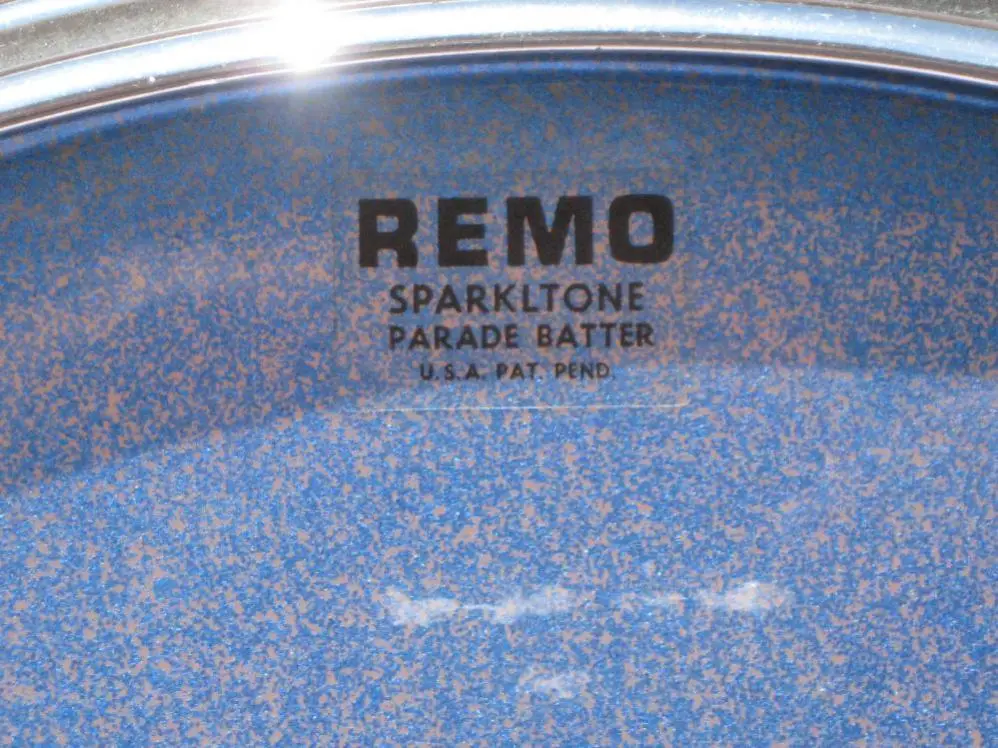 REMO
SPARKLTONE
PARADE BATTER
U.S.A. PAT. PEND.